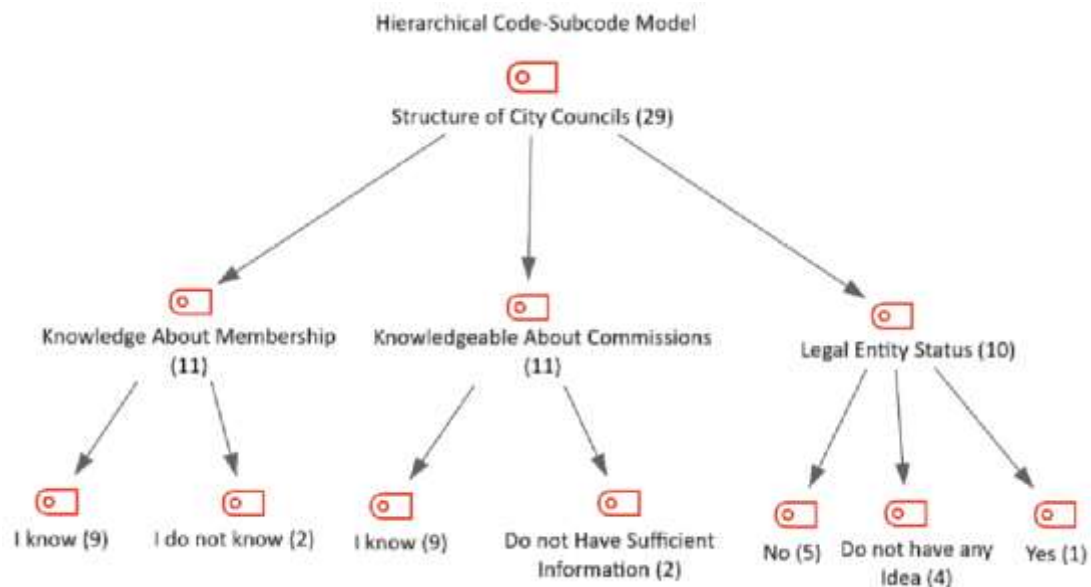 Hierarchical Code-Subcode Model
Structure of City Councils (29)
Knowledge About Membership
(11)
Knowledgeable About Commissions
(11)
Legal Entity Status (10)
I know (9)
I do not know (2)
I know (9)
Do not Have Sufficient
Information (2)
No (5)
Do not have any
Idea (4)
Yes (1)